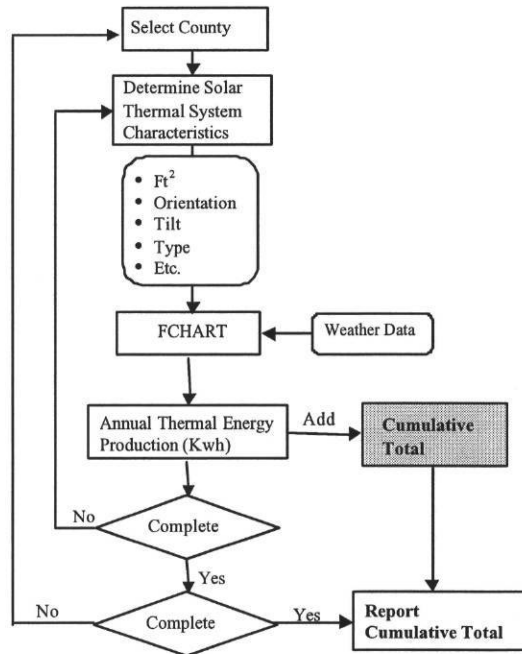 Select County
Determine Solar
Thermal System
Characteristics
• Ft²
• Orientation
• Tilt
• Type
• Etc.
FCHART
Weather Data
Annual Thermal Energy
Production (Kwh)
Add
Cumulative
Total
No
Complete
Yes
No
Complete
Yes
Report
Cumulative Total